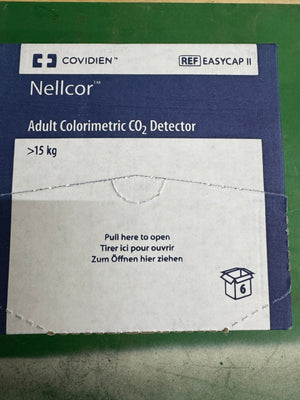 COVIDIEN™
REF EASYCAP II
Nellcor™
Adult Colorimetric CO₂ Detector
>15 kg
Pull here to open
Tirer ici pour ouvrir
Zum Öffnen hier ziehen
6